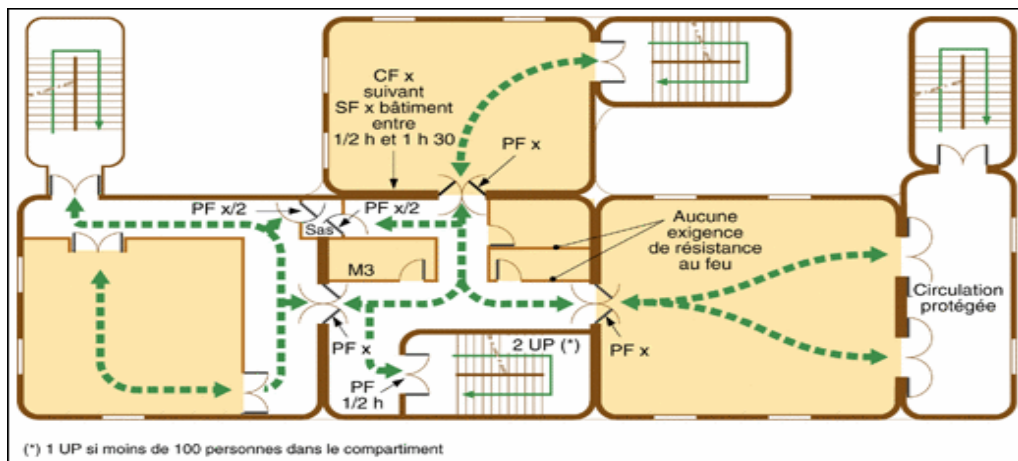 CF x
suivant
SF x bâtiment
entre
1/2 h et 1 h 30
PF x
PF x/2
PF x/2
Sas
Aucune
exigence
de résistance
au feu
M3
Circulation
protégée
PF x
2 UP (*)
PF x
PF
1/2 h
(*) 1 UP si moins de 100 personnes dans le compartiment